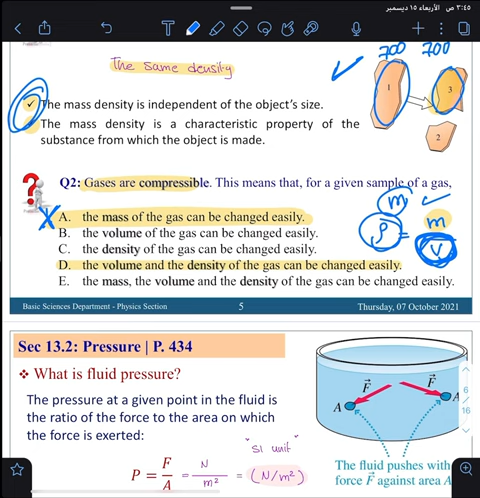 ٣:٤٥ ص الأربعاء ١٥ ديسمبر
700 700
The same density
1
3
2
✓ The mass density is independent of the object's size.
The mass density is a characteristic property of the
substance from which the object is made.
Q2: Gases are compressible. This means that, for a given sample of a gas,
A. the mass of the gas can be changed easily.
B. the volume of the gas can be changed easily.
C. the density of the gas can be changed easily.
D. the volume and the density of the gas can be changed easily.
E. the mass, the volume and the density of the gas can be changed easily.
m
ρ = m
V
Basic Sciences Department - Physics Section 5 Thursday, 07 October 2021
Sec 13.2: Pressure | P. 434
❖ What is fluid pressure?
The pressure at a given point in the fluid is
the ratio of the force to the area on which
the force is exerted:
"SI unit"
P = F/A = N/m² = (N/m²)
F F
A A
6
16
The fluid pushes with
force F against area A